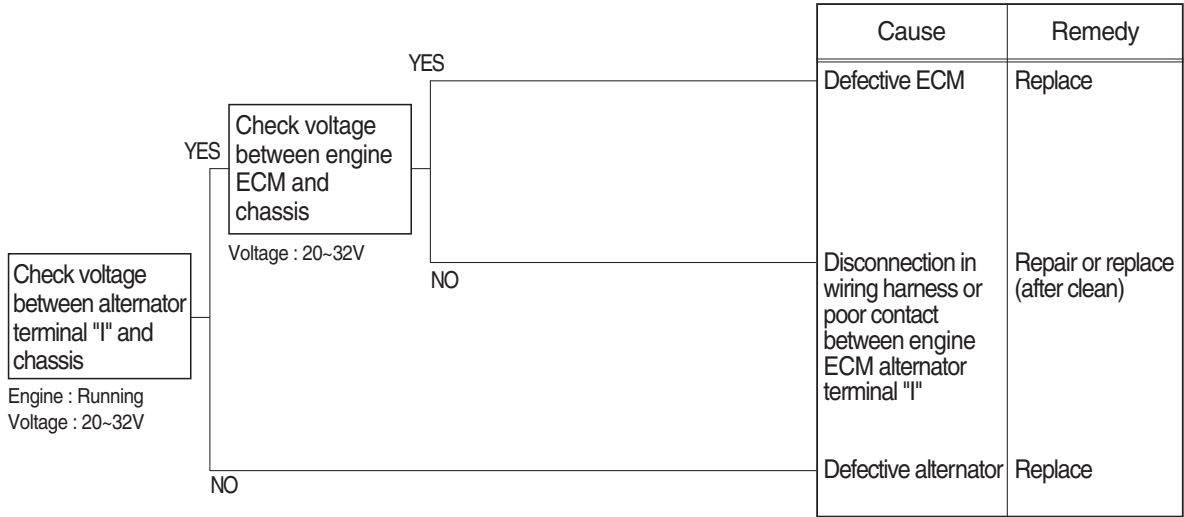 Cause
Remedy
YES
Defective ECM
Replace
Check voltage
between engine
ECM and
chassis
YES
Voltage : 20~32V
NO
Disconnection in
wiring harness or
poor contact
between engine
ECM alternator
terminal "I"
Repair or replace
(after clean)
Check voltage
between alternator
terminal "I" and
chassis
Engine : Running
Voltage : 20~32V
NO
Defective alternator
Replace